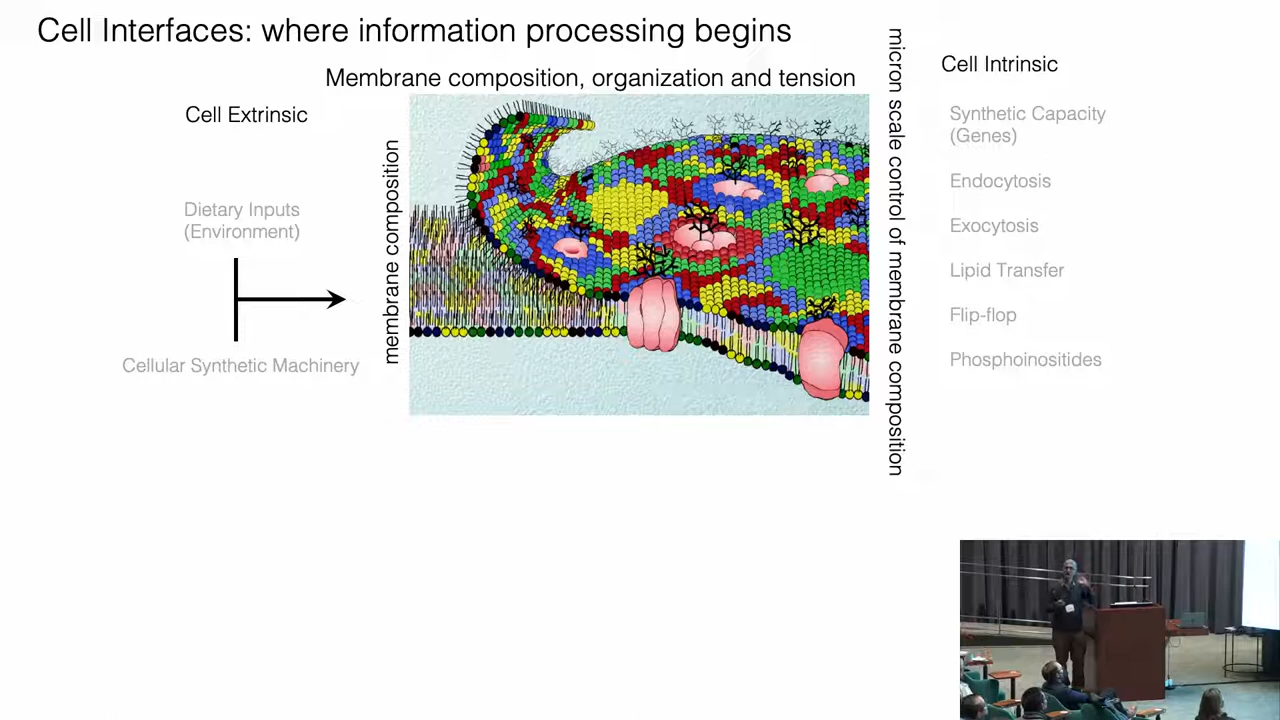 Cell Interfaces: where information processing begins
Membrane composition, organization and tension
Cell Extrinsic
Dietary Inputs
(Environment)
Cellular Synthetic Machinery
membrane composition
micron scale control of membrane composition
Cell Intrinsic
Synthetic Capacity
(Genes)
Endocytosis
Exocytosis
Lipid Transfer
Flip-flop
Phosphoinositides